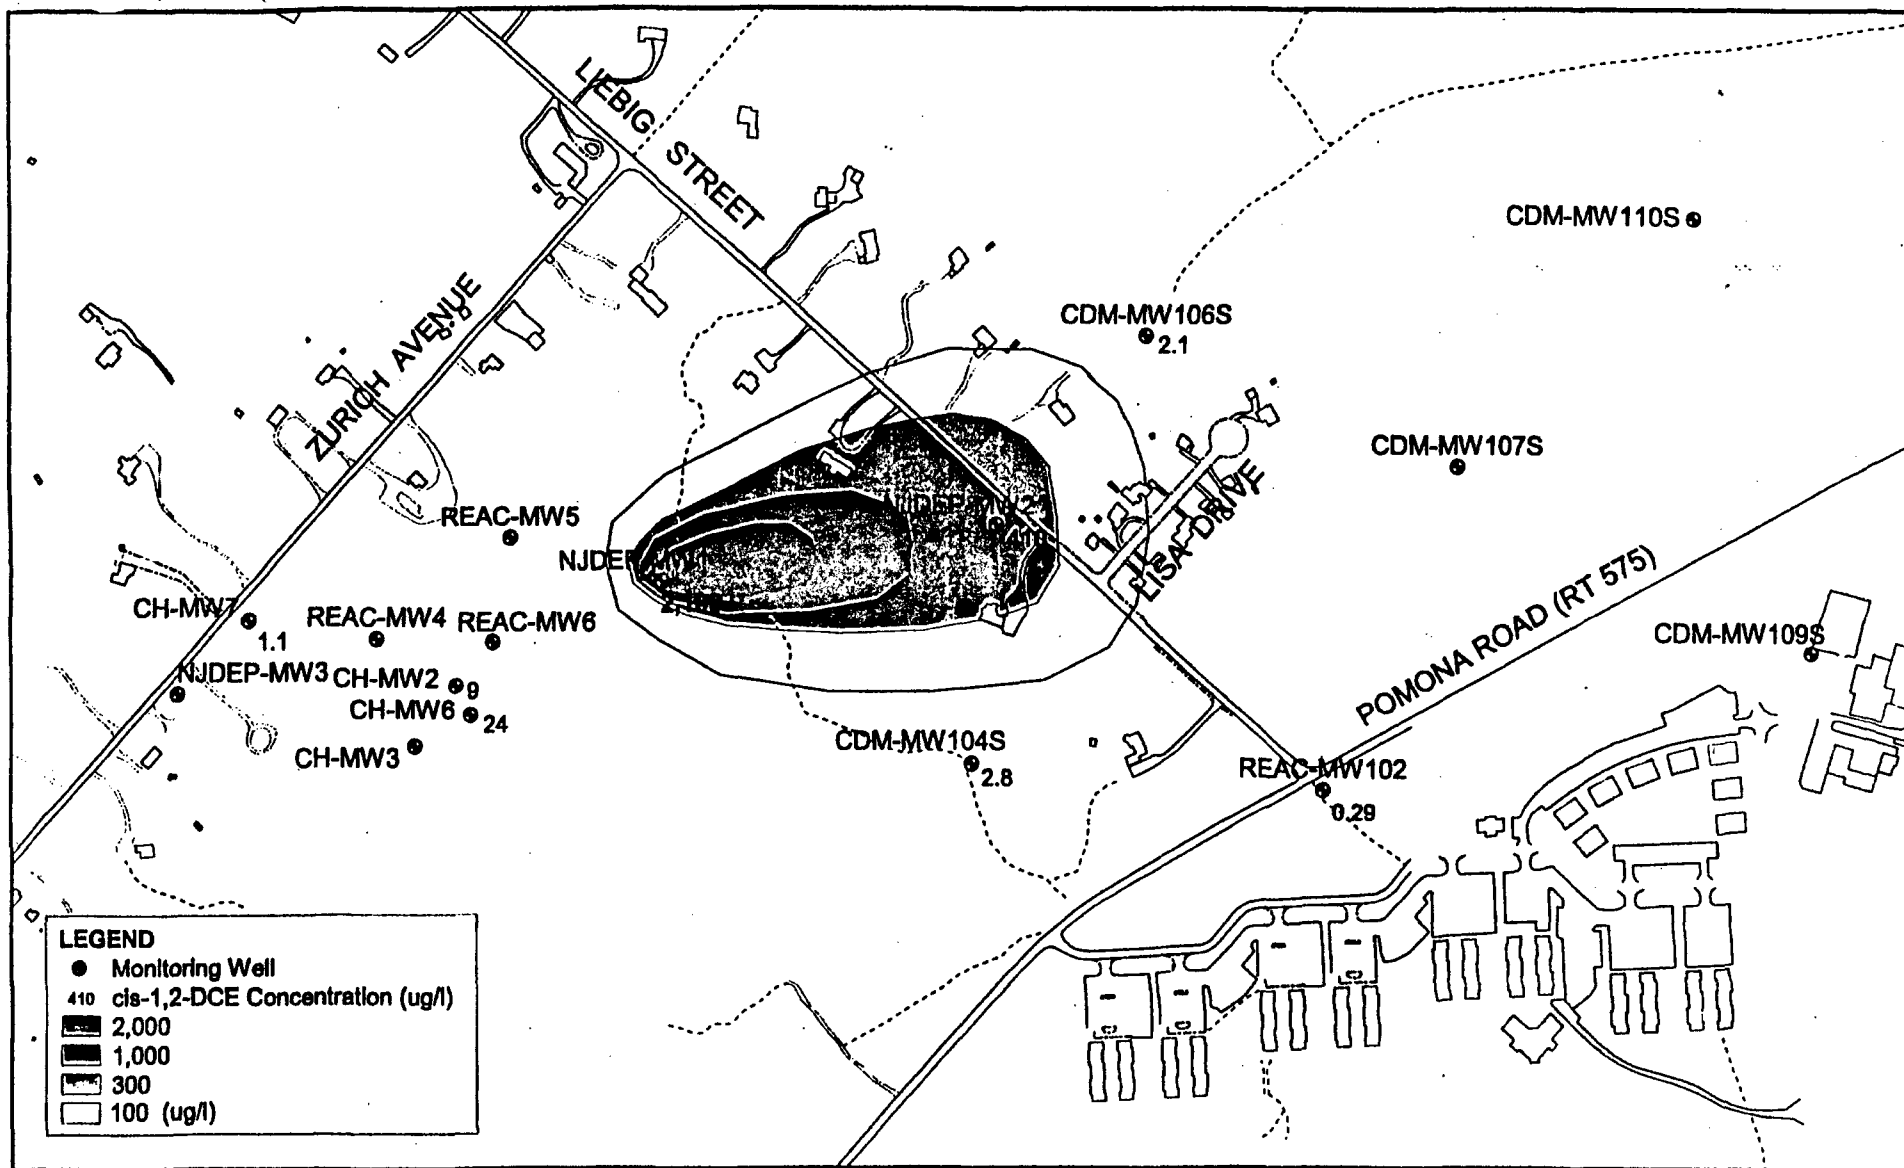 LIEBIG STREET
CDM-MW110S
ZURICH AVENUE
CDM-MW106S
2.1
CDM-MW107S
REAC-MW5
410
LISA DRIVE
CH-MW7
1.1
REAC-MW4
REAC-MW6
POMONA ROAD (RT 575)
CDM-MW109S
NJDEP-MW3
CH-MW2
9
CH-MW6
24
CH-MW3
CDM-MW104S
2.8
REAC-MW102
0.29
LEGEND
Monitoring Well
410 cis-1,2-DCE Concentration (ug/l)
2,000
1,000
300
100 (ug/l)